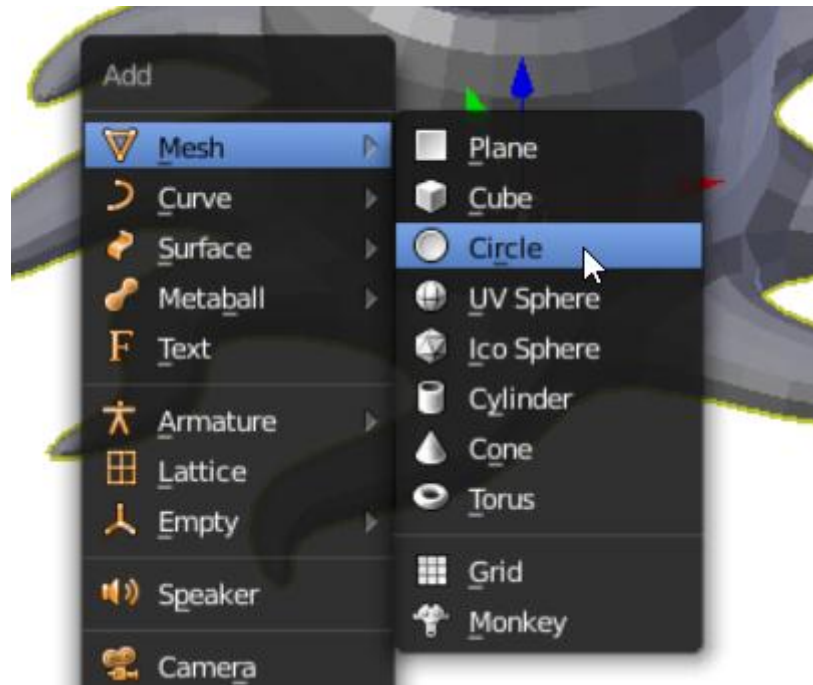 Add
Mesh
Curve
Surface
Metaball
Text
Armature
Lattice
Empty
Speaker
Camera
Plane
Cube
Circle
UV Sphere
Ico Sphere
Cylinder
Cone
Torus
Grid
Monkey